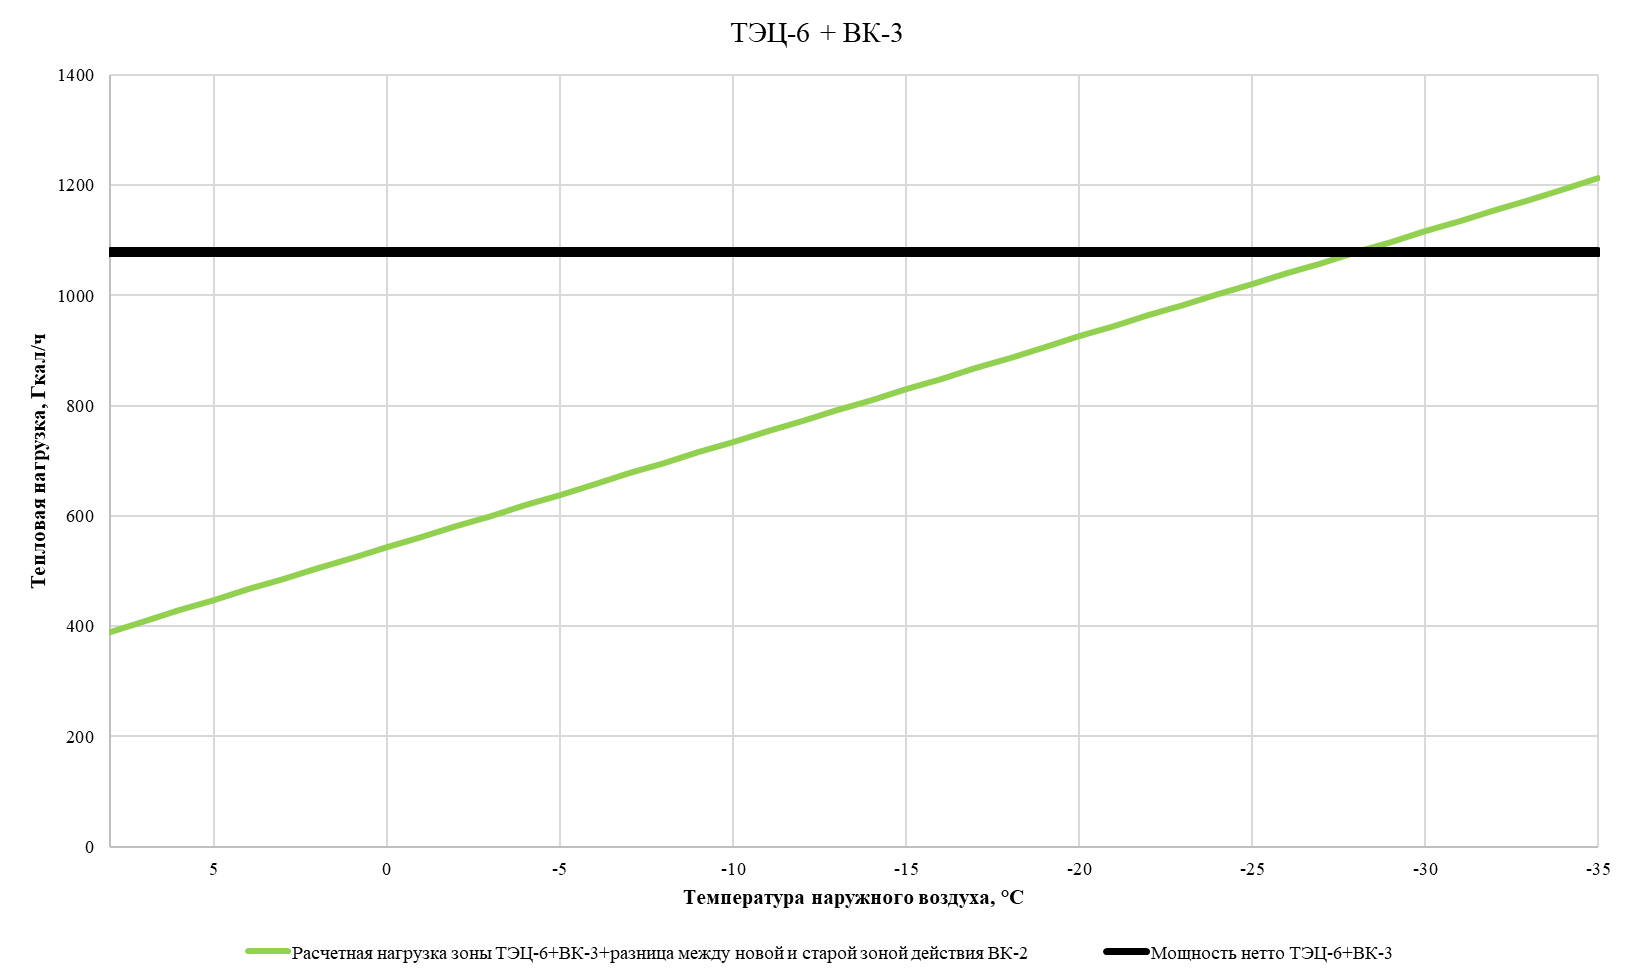 ТЭЦ-6 + ВК-3
1400
1200
1000
800
600
400
200
0
Тепловая нагрузка, Гкал/ч
5 0 -5 -10 -15 -20 -25 -30 -35
Температура наружного воздуха, °С
Расчетная нагрузка зоны ТЭЦ-6+ВК-3+разница между новой и старой зоной действия ВК-2
Мощность нетто ТЭЦ-6+ВК-3